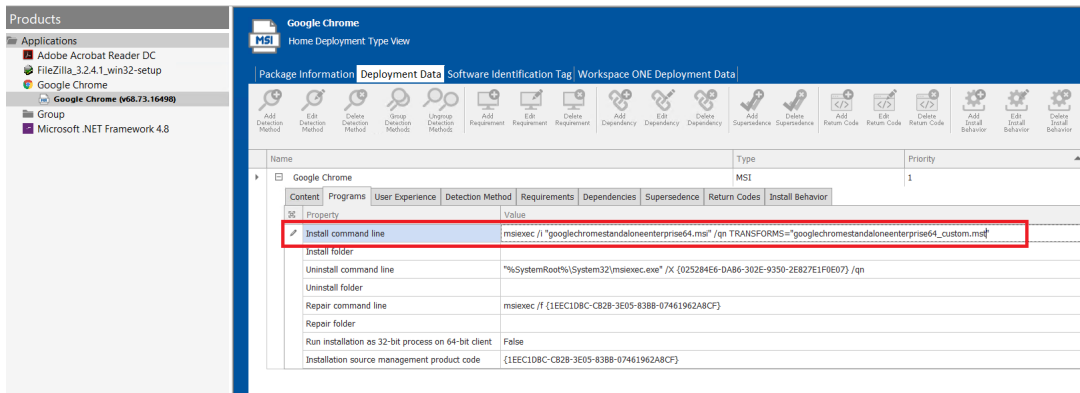 Products
Applications
Adobe Acrobat Reader DC
FileZilla_3.2.4.1_win32-setup
Google Chrome
Google Chrome (v68.73.16498)
Group
Microsoft .NET Framework 4.8
MSI
Google Chrome
Home Deployment Type View
Package Information Deployment Data Software Identification Tag Workspace ONE Deployment Data
Add Detection Method Edit Detection Method Delete Detection Method Group Detection Methods Ungroup Detection Methods Add Requirement Edit Requirement Delete Requirement Add Dependency Edit Dependency Delete Dependency Add Supersedence Delete Supersedence Add Return Code Edit Return Code Delete Return Code Add Install Behavior Edit Install Behavior Delete Install Behavior
Name Type Priority
Google Chrome MSI 1
Content Programs User Experience Detection Method Requirements Dependencies Supersedence Return Codes Install Behavior
Property Value
Install command line msiexec /i "googlechromestandaloneenterprise64.msi" /qn TRANSFORMS="googlechromestandaloneenterprise64_custom.mst"
Install folder
Uninstall command line "%SystemRoot%\System32\msiexec.exe" /X {025284E6-DAB6-302E-9350-2E827E1F0E07} /qn
Uninstall folder
Repair command line msiexec /f {1EEC1DBC-CB2B-3E05-83BB-07461962A8CF}
Repair folder
Run installation as 32-bit process on 64-bit client False
Installation source management product code {1EEC1DBC-CB2B-3E05-83BB-07461962A8CF}